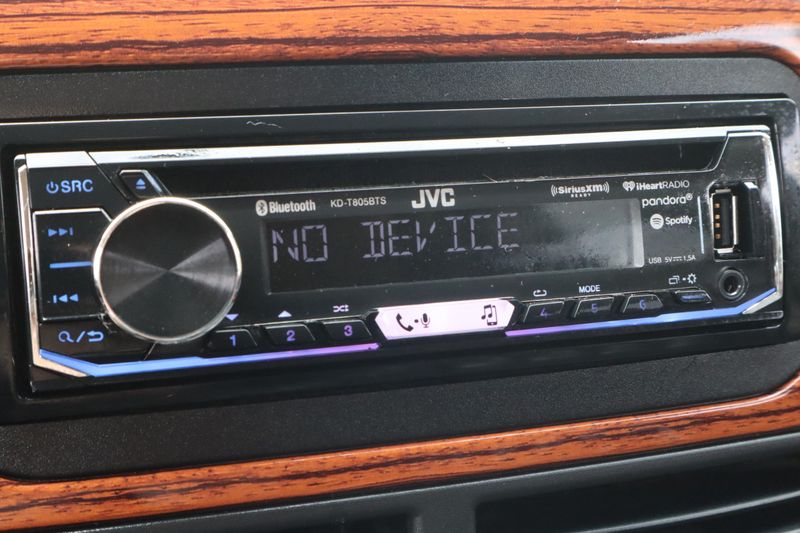 SRC
Bluetooth KD-T805BTS JVC SiriusXM READY iHeartRADIO
pandora
Spotify
NO DEVICE
USB 5V 1.5A
MODE
1 2 3 4 5 6